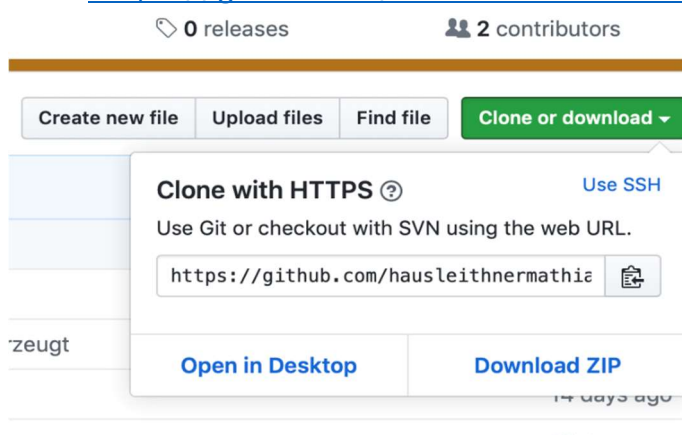 0 releases 2 contributors
Create new file Upload files Find file Clone or download
Clone with HTTPS Use SSH
Use Git or checkout with SVN using the web URL.
https://github.com/hausleithnermathia
rzeugt
Open in Desktop Download ZIP
14 days ago